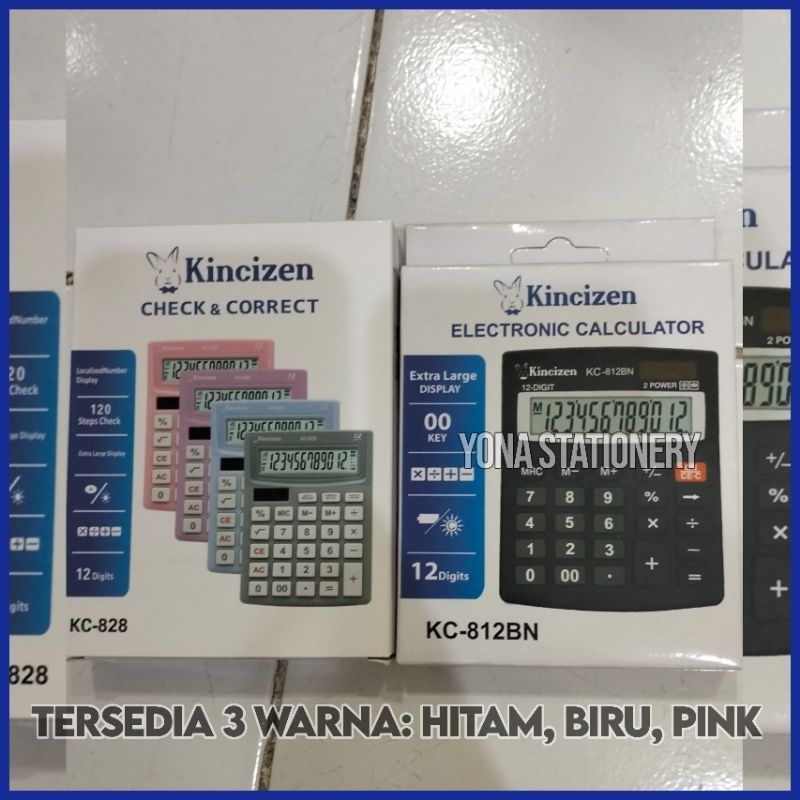 Kincizen
CHECK & CORRECT
LocalizedNumber
Display
120
Steps Check
Extra Large Display
12 Digits
KC-828
Kincizen
ELECTRONIC CALCULATOR
Extra Large
DISPLAY
00
KEY
12 Digits
Kincizen KC-812BN
12-DIGIT
2 POWER
M 123456789012
YONA STATIONERY
MRC M− M+ +/− CE·C
7 8 9 % →
4 5 6 × ÷
1 2 3 + −
0 00 · =
KC-812BN
TERSEDIA 3 WARNA: HITAM, BIRU, PINK